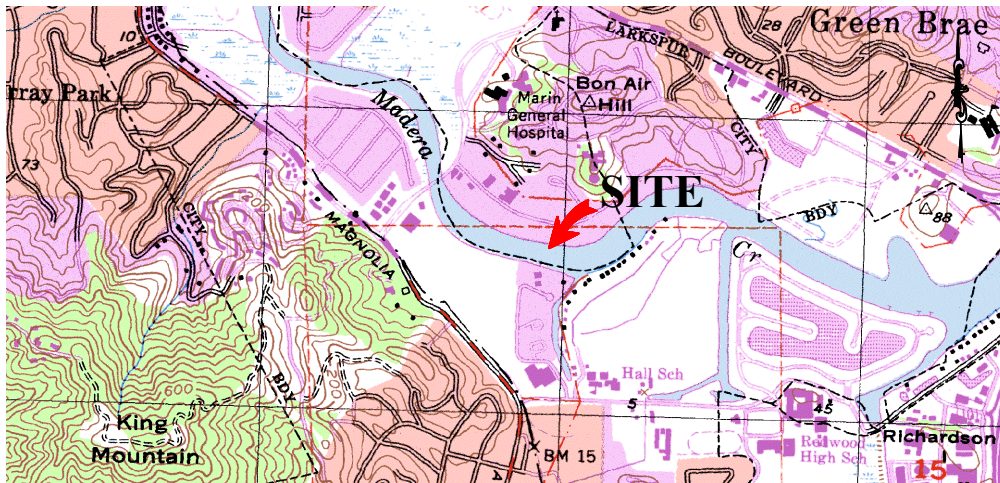 10
28
Green Brae
LARKSPUR
BOULEVARD
rray Park
Madera
Bon Air
Hill
Marin
General
Hospital
CITY
73
SITE
CITY
200
MAGNOLIA
BDY
88
Cr
600
BDY
King
Mountain
Hall Sch
5
45
Redwood
High Sch
Richardson
BM 15
15